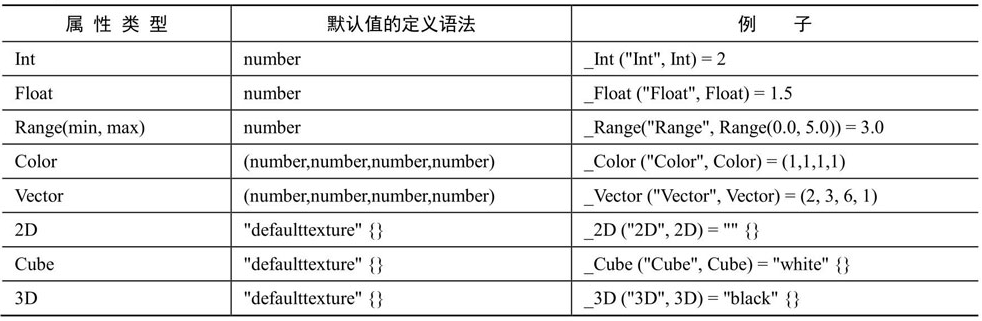 属 性 类 型 默认值的定义语法 例 子
Int number _Int ("Int", Int) = 2
Float number _Float ("Float", Float) = 1.5
Range(min, max) number _Range("Range", Range(0.0, 5.0)) = 3.0
Color (number,number,number,number) _Color ("Color", Color) = (1,1,1,1)
Vector (number,number,number,number) _Vector ("Vector", Vector) = (2, 3, 6, 1)
2D "defaulttexture" {} _2D ("2D", 2D) = "" {}
Cube "defaulttexture" {} _Cube ("Cube", Cube) = "white" {}
3D "defaulttexture" {} _3D ("3D", 3D) = "black" {}